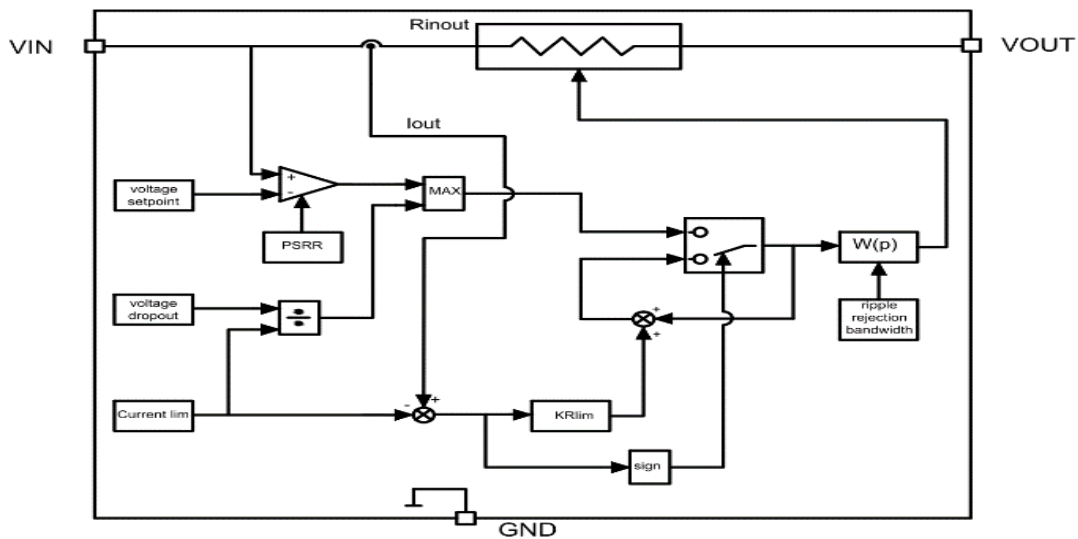 Rinout
VIN
VOUT
Iout
+
-
voltage
setpoint
MAX
PSRR
W(p)
voltage
dropout
÷
+
+
ripple
rejection
bandwidth
Current lim
-
+
KRlim
sign
GND